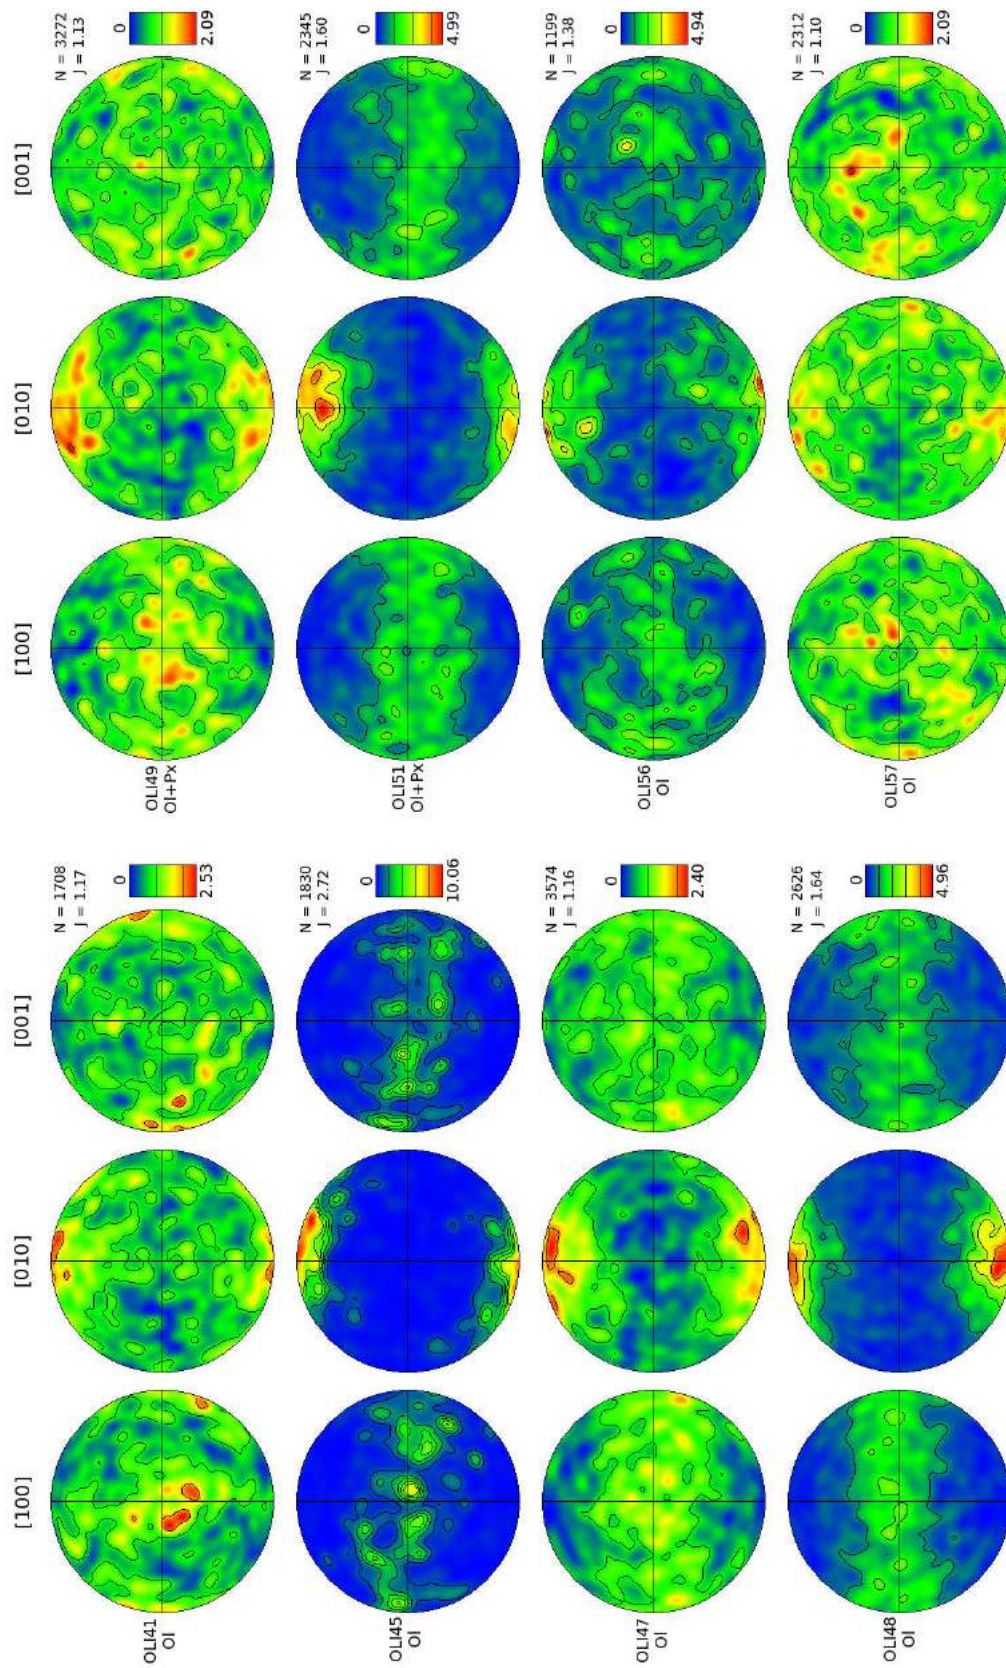 [100] [010] [001]
OLI41
Ol
N = 1708
J = 1.17
0
2.53
OLI45
Ol
N = 1830
J = 2.72
0
10.06
OLI47
Ol
N = 3574
J = 1.16
0
2.40
OLI48
Ol
N = 2626
J = 1.64
0
4.96
[100] [010] [001]
OLI49
Ol+Px
N = 3272
J = 1.13
0
2.09
OLI51
Ol+Px
N = 2345
J = 1.60
0
4.99
OLI56
Ol
N = 1199
J = 1.38
0
4.94
OLI57
Ol
N = 2312
J = 1.10
0
2.09